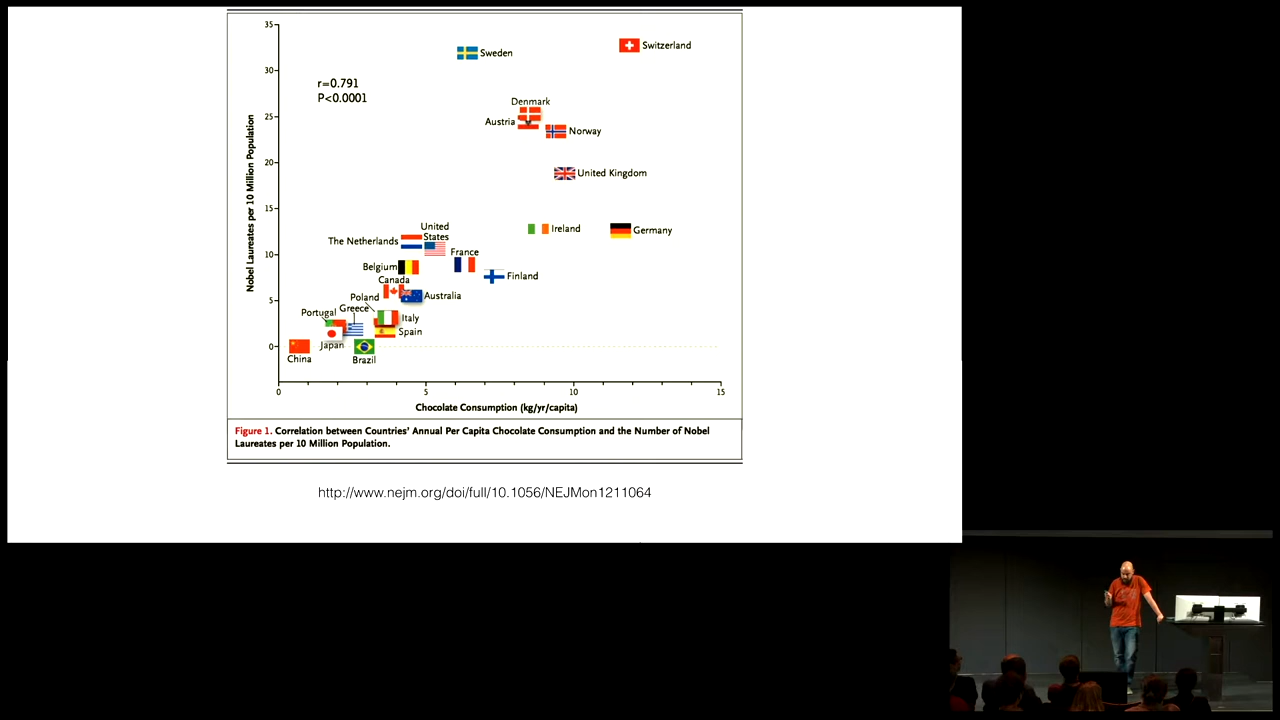 35
30
25
20
15
10
5
0
Nobel Laureates per 10 Million Population
r=0.791
P<0.0001
Sweden
Switzerland
Denmark
Austria
Norway
United Kingdom
Ireland
Germany
The Netherlands
United
States
France
Belgium
Finland
Canada
Australia
Poland
Portugal
Greece
Italy
Spain
Japan
China
Brazil
0
5
10
15
Chocolate Consumption (kg/yr/capita)
Figure 1. Correlation between Countries' Annual Per Capita Chocolate Consumption and the Number of Nobel
Laureates per 10 Million Population.
http://www.nejm.org/doi/full/10.1056/NEJMon1211064